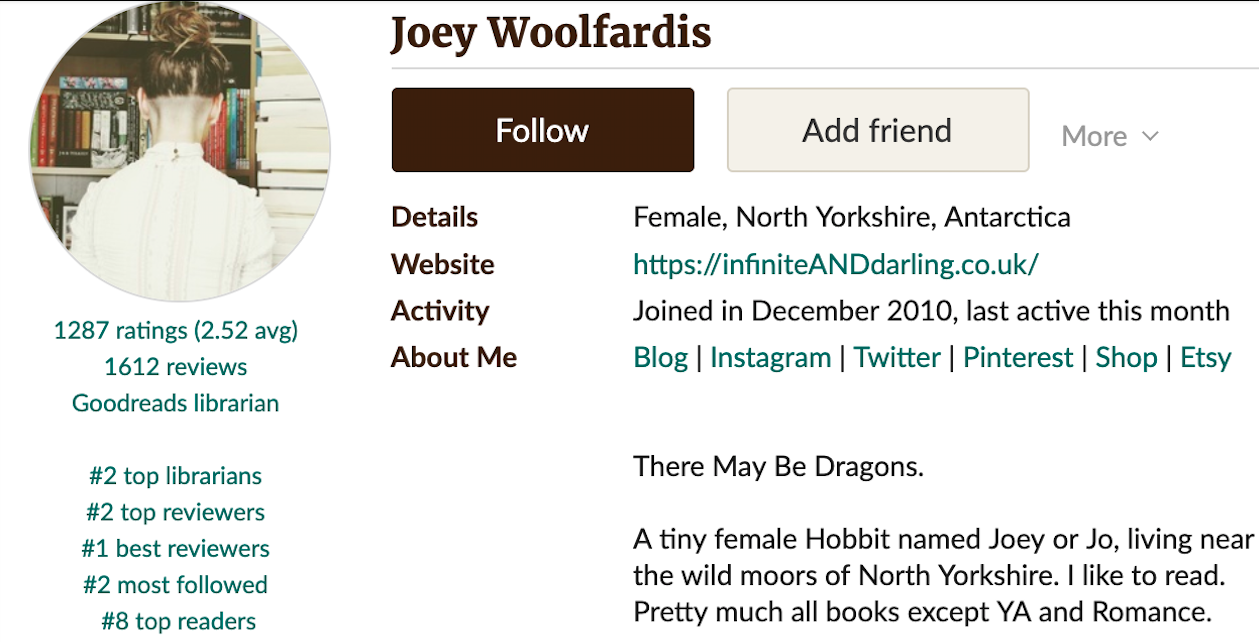 Joey Woolfardis
Follow
Add friend
More
Details
Female, North Yorkshire, Antarctica
Website
https://infiniteANDdarling.co.uk/
Activity
Joined in December 2010, last active this month
About Me
Blog | Instagram | Twitter | Pinterest | Shop | Etsy
There May Be Dragons.
A tiny female Hobbit named Joey or Jo, living near
the wild moors of North Yorkshire. I like to read.
Pretty much all books except YA and Romance.
1287 ratings (2.52 avg)
1612 reviews
Goodreads librarian
#2 top librarians
#2 top reviewers
#1 best reviewers
#2 most followed
#8 top readers